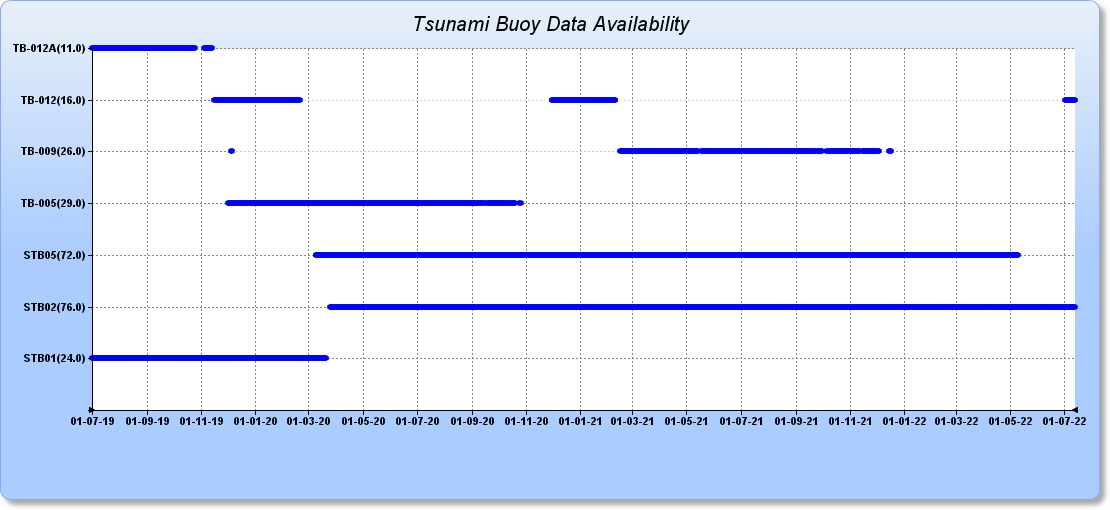 Tsunami Buoy Data Availability
TB-012A(11.0)
TB-012(16.0)
TB-009(26.0)
TB-005(29.0)
STB05(72.0)
STB02(76.0)
STB01(24.0)
01-07-19 01-09-19 01-11-19 01-01-20 01-03-20 01-05-20 01-07-20 01-09-20 01-11-20 01-01-21 01-03-21 01-05-21 01-07-21 01-09-21 01-11-21 01-01-22 01-03-22 01-05-22 01-07-22